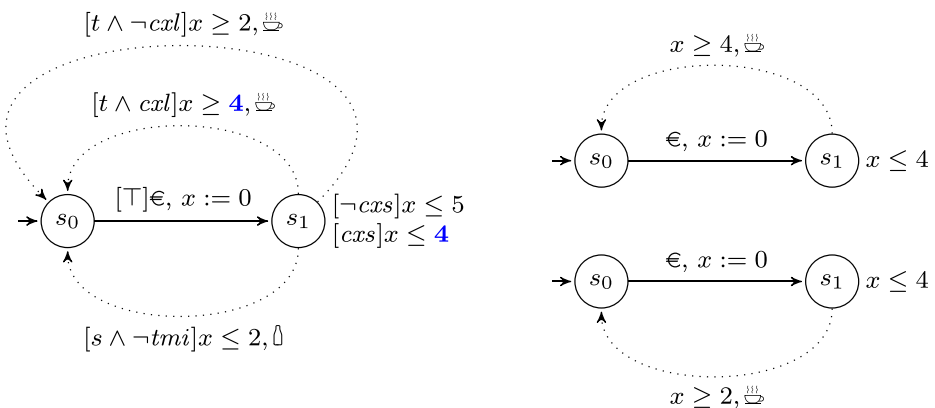 [t ∧ ¬cxl]x ≥ 2,☕
[t ∧ cxl]x ≥ 4,☕
[⊤]€, x := 0
s₀
s₁
[¬cxs]x ≤ 5
[cxs]x ≤ 4
[s ∧ ¬tmi]x ≤ 2,
x ≥ 4,☕
€, x := 0
s₀
s₁
x ≤ 4
€, x := 0
s₀
s₁
x ≤ 4
x ≥ 2,☕